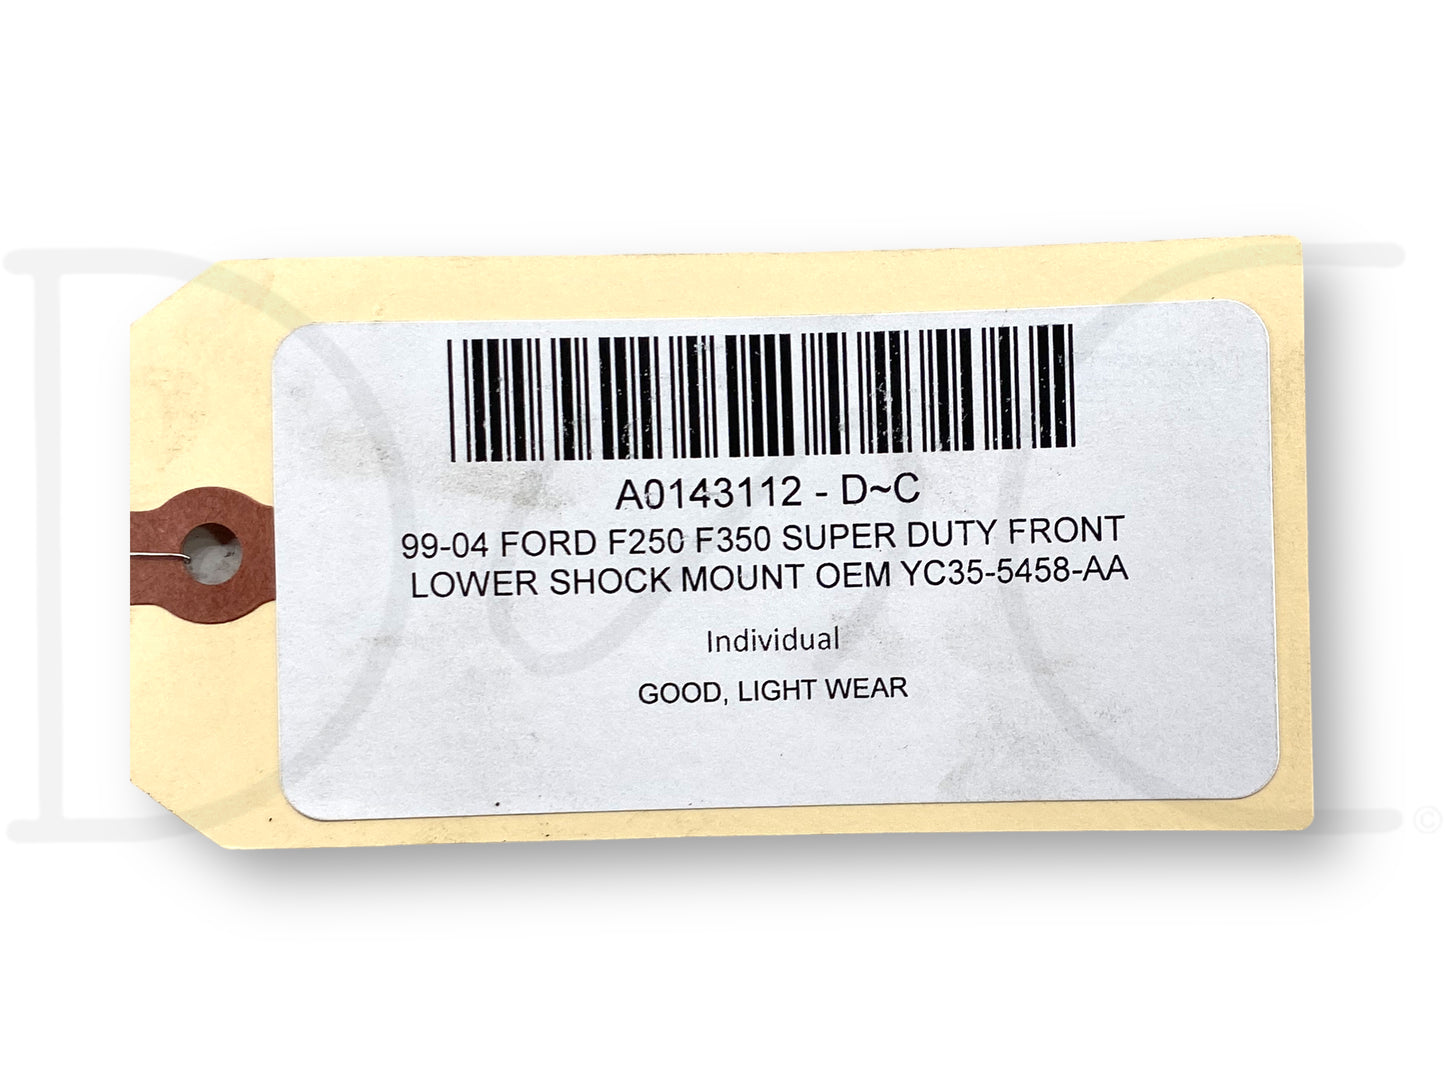 A0143112 - D~C
99-04 FORD F250 F350 SUPER DUTY FRONT
LOWER SHOCK MOUNT OEM YC35-5458-AA
Individual
GOOD, LIGHT WEAR
D C ©